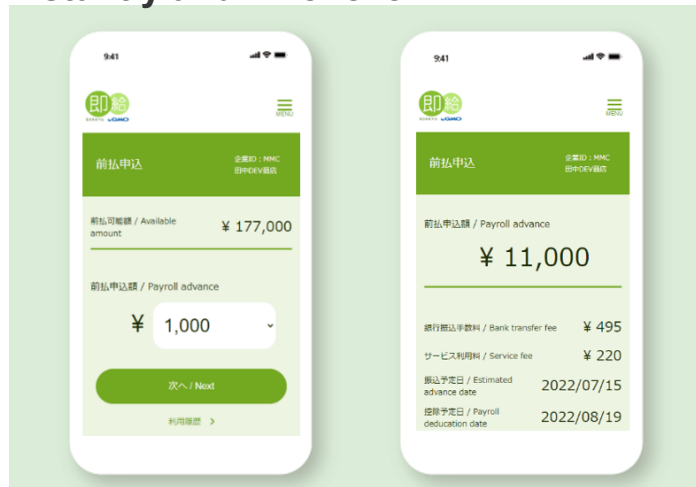 9:41
即給
SOKKYU byGMO
MENU
前払申込
企業ID：MMC
田中DEV商店
前払可能額 / Available
amount
¥ 177,000
前払申込額 / Payroll advance
¥ 1,000
次へ / Next
利用履歴 >
9:41
即給
byGMO
MENU
前払申込
企業ID：MMC
田中DEV商店
前払申込額 / Payroll advance
¥ 11,000
銀行振込手数料 / Bank transfer fee ¥ 495
サービス利用料 / Service fee ¥ 220
振込予定日 / Estimated
advance date
2022/07/15
控除予定日 / Payroll
deducation date
2022/08/19